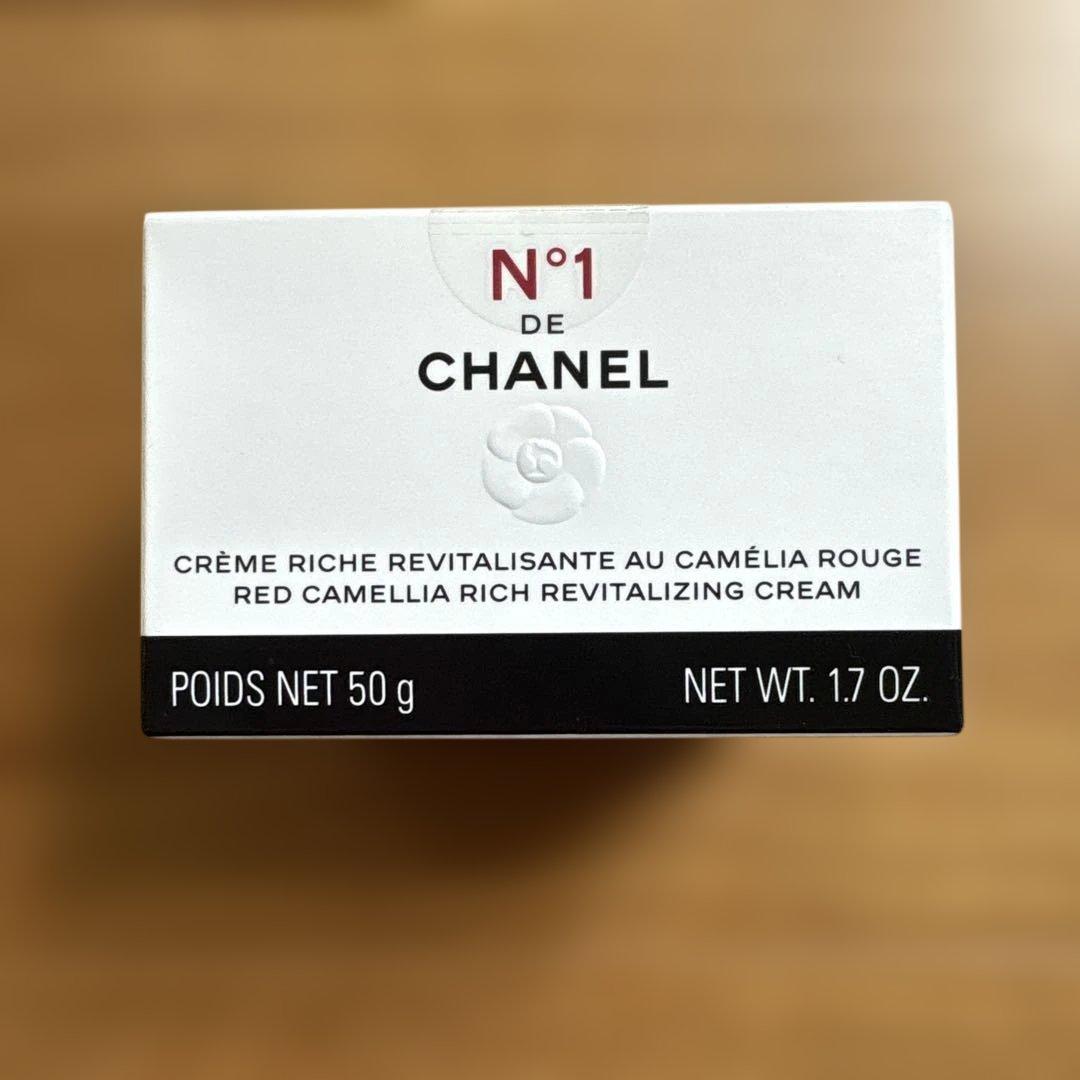 N°1
DE
CHANEL
CRÈME RICHE REVITALISANTE AU CAMÉLIA ROUGE
RED CAMELLIA RICH REVITALIZING CREAM
POIDS NET 50 g NET WT. 1.7 OZ.